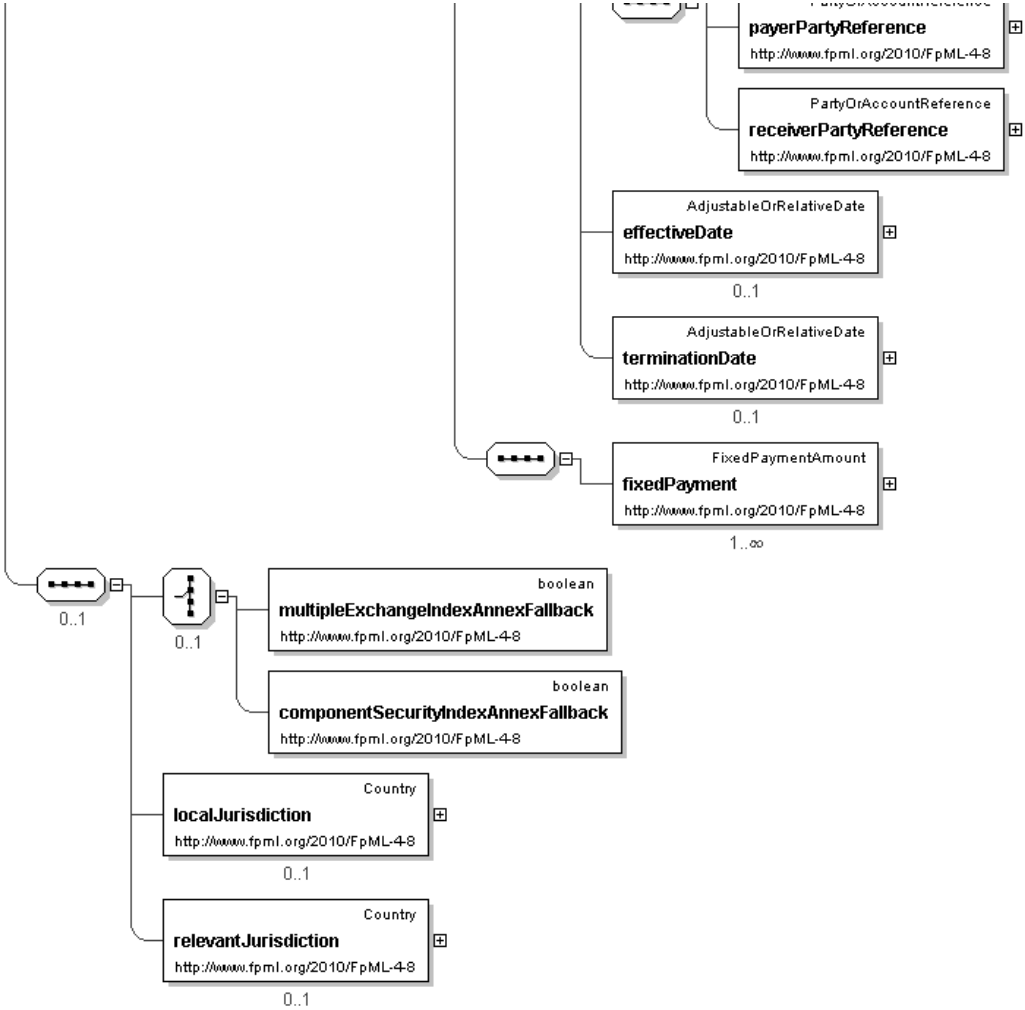 PartyOrAccountReference
payerPartyReference
http://www.fpml.org/2010/FpML-4-8
PartyOrAccountReference
receiverPartyReference
http://www.fpml.org/2010/FpML-4-8
AdjustableOrRelativeDate
effectiveDate
http://www.fpml.org/2010/FpML-4-8
0..1
AdjustableOrRelativeDate
terminationDate
http://www.fpml.org/2010/FpML-4-8
0..1
FixedPaymentAmount
fixedPayment
http://www.fpml.org/2010/FpML-4-8
1..∞
0..1
0..1
boolean
multipleExchangeIndexAnnexFallback
http://www.fpml.org/2010/FpML-4-8
boolean
componentSecurityIndexAnnexFallback
http://www.fpml.org/2010/FpML-4-8
Country
localJurisdiction
http://www.fpml.org/2010/FpML-4-8
0..1
Country
relevantJurisdiction
http://www.fpml.org/2010/FpML-4-8
0..1